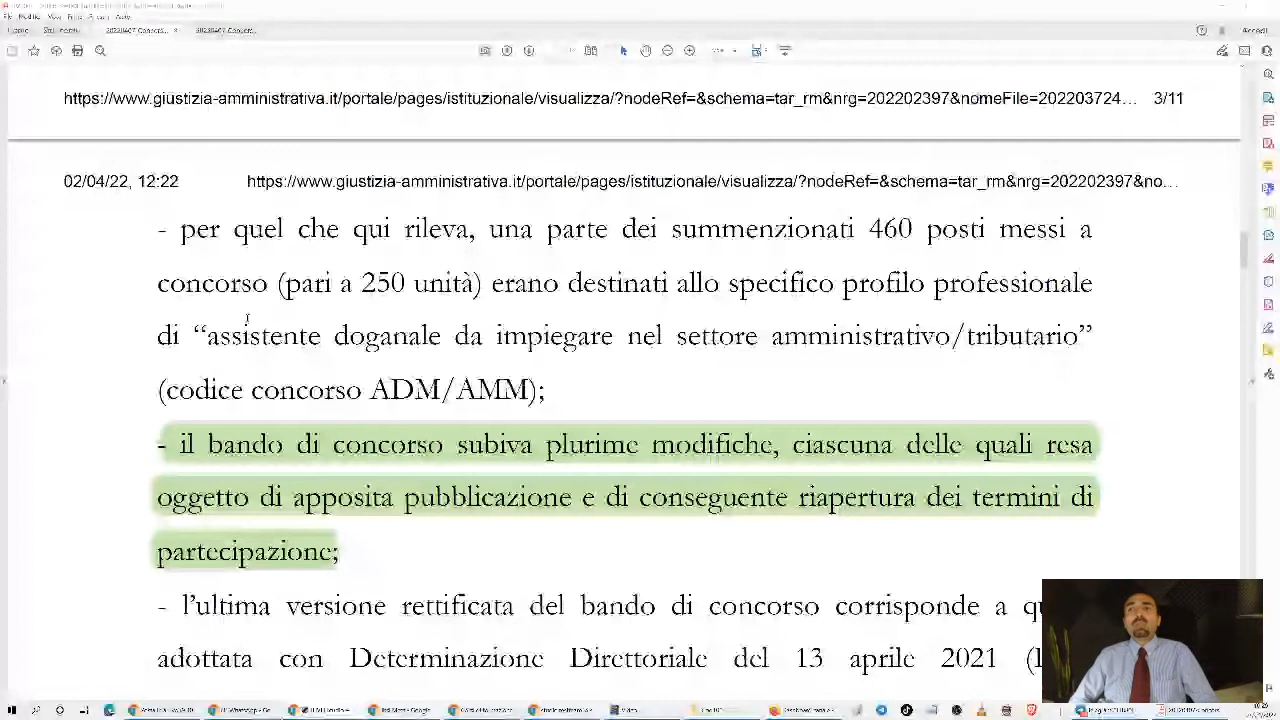 https://www.giustizia-amministrativa.it/portale/pages/istituzionale/visualizza/?nodeRef=&schema=tar_rm&nrg=202202397&nomeFile=202203724… 3/11
02/04/22, 12:22 https://www.giustizia-amministrativa.it/portale/pages/istituzionale/visualizza/?nodeRef=&schema=tar_rm&nrg=202202397&no…
- per quel che qui rileva, una parte dei summenzionati 460 posti messi a
concorso (pari a 250 unità) erano destinati allo specifico profilo professionale
di “assistente doganale da impiegare nel settore amministrativo/tributario”
(codice concorso ADM/AMM);
- il bando di concorso subiva plurime modifiche, ciascuna delle quali resa
oggetto di apposita pubblicazione e di conseguente riapertura dei termini di
partecipazione;
- l’ultima versione rettificata del bando di concorso corrisponde a
adottata con Determinazione Direttoriale del 13 aprile 2021